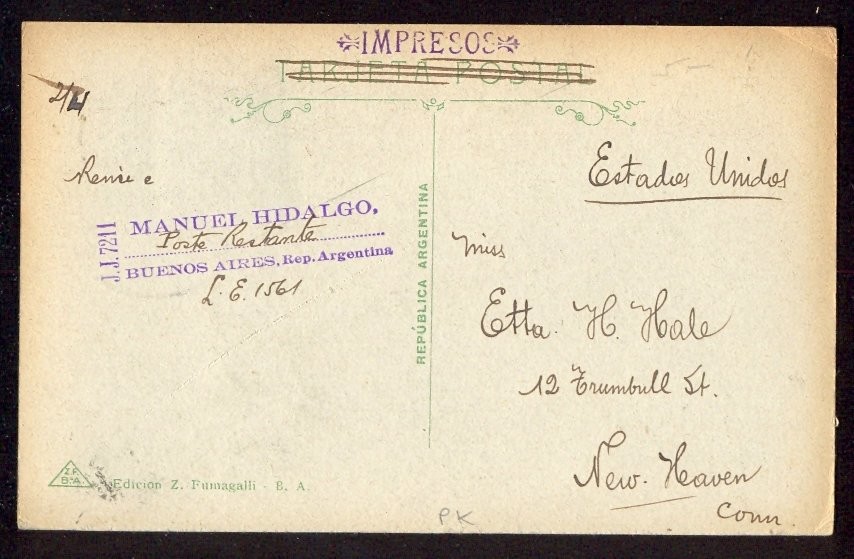 IMPRESOS
TARJETA POSTAL
J.J. 7211
MANUEL HIDALGO,
Poste Restante
BUENOS AIRES, Rep. Argentina
L. E. 1561
REPÚBLICA ARGENTINA
Estados Unidos
Miss
Etta. H. Hale
12 Trumbull St.
New. Haven
Conn
Z.F.
B.A.
Edicion Z. Fumagalli - B. A.
PK